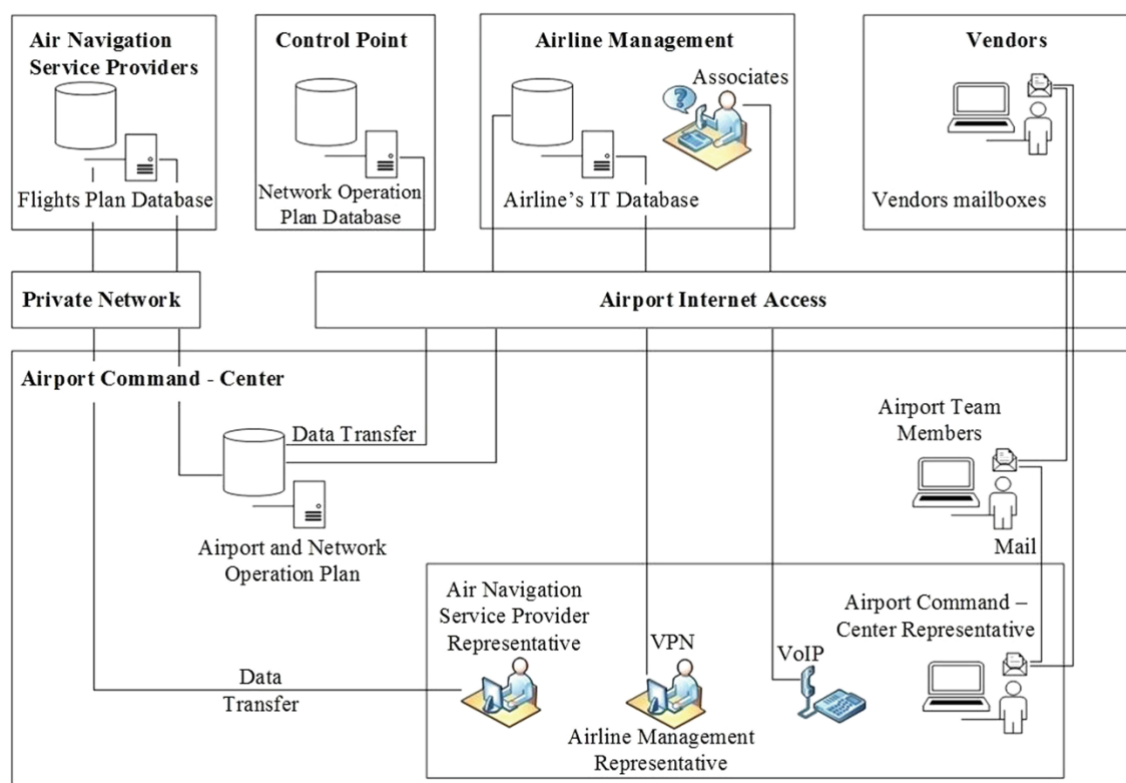 Air Navigation
Service Providers
Flights Plan Database
Control Point
Network Operation
Plan Database
Airline Management
Associates
Airline's IT Database
Vendors
Vendors mailboxes
Private Network
Airport Internet Access
Airport Command - Center
Data Transfer
Airport and Network
Operation Plan
Airport Team
Members
Mail
Air Navigation
Service Provider
Representative
Data
Transfer
VPN
Airline Management
Representative
VoIP
Airport Command –
Center Representative